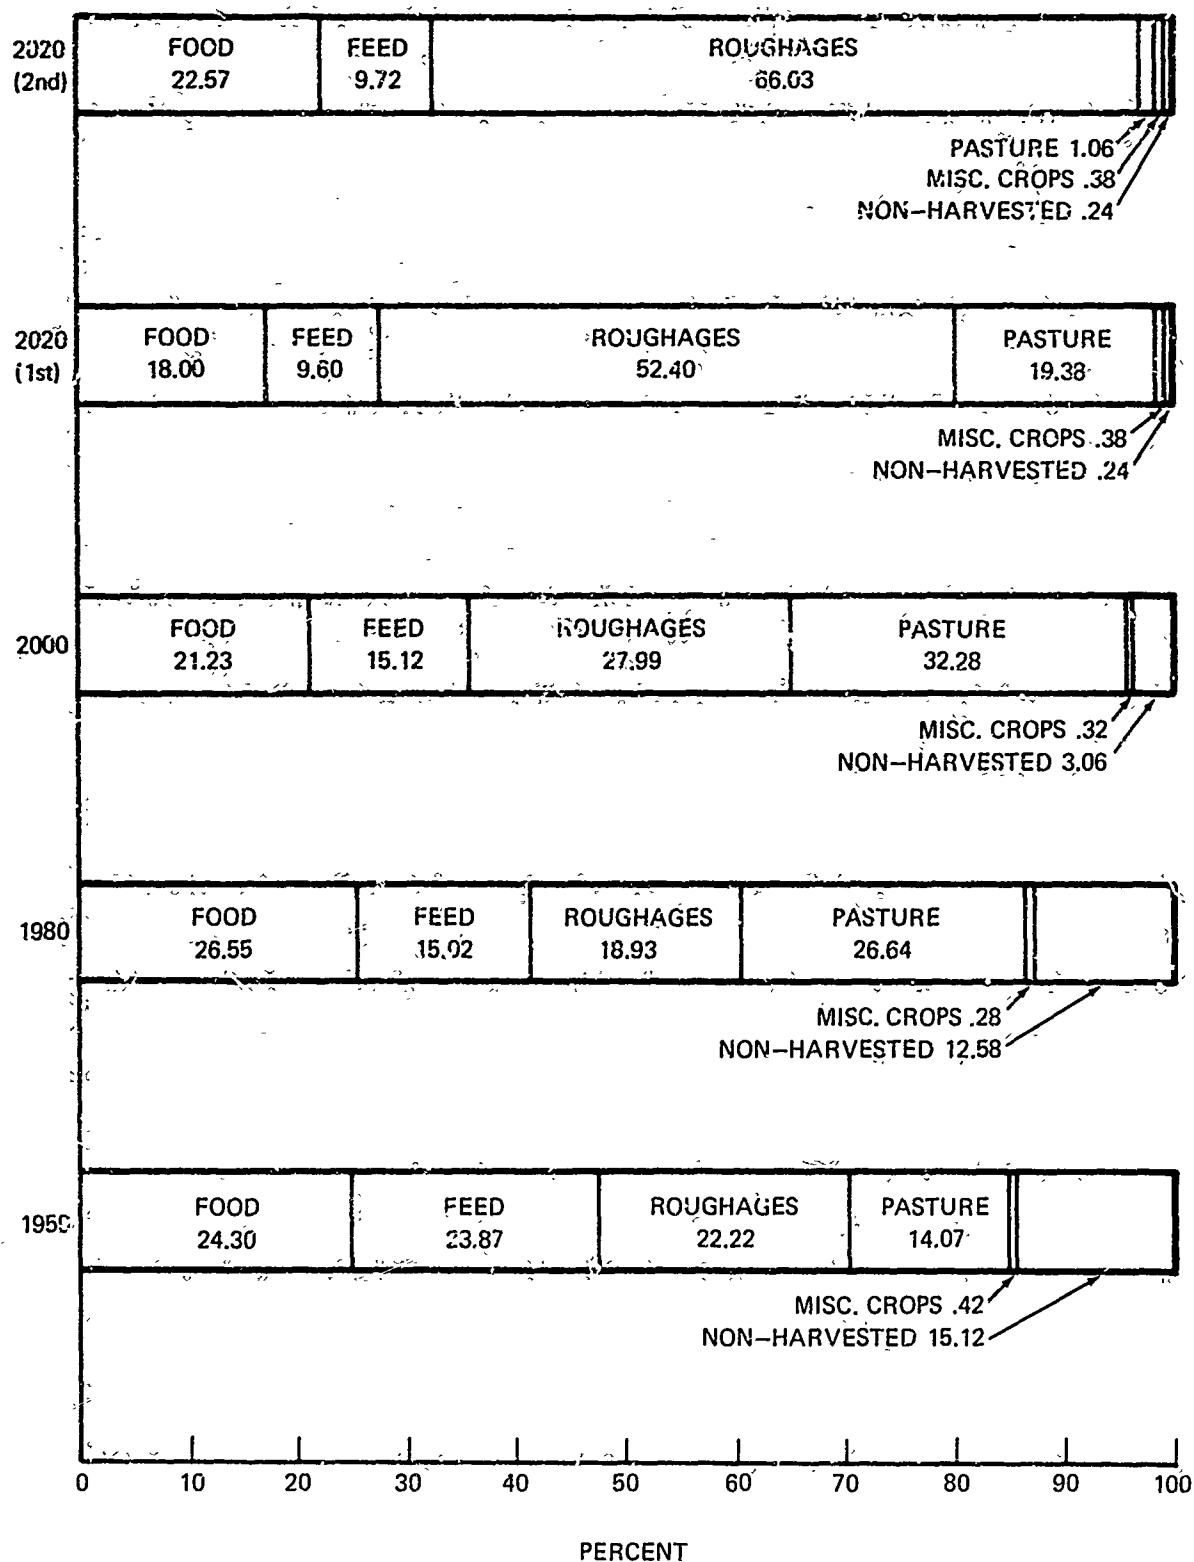 2020
(2nd)
FOOD
22.57
FEED
9.72
ROUGHAGES
66.03
PASTURE 1.06
MISC. CROPS .38
NON–HARVESTED .24
2020
(1st)
FOOD
18.00
FEED
9.60
ROUGHAGES
52.40
PASTURE
19.38
MISC. CROPS .38
NON–HARVESTED .24
2000
FOOD
21.23
FEED
15.12
ROUGHAGES
27.99
PASTURE
32.28
MISC. CROPS .32
NON–HARVESTED 3.06
1980
FOOD
26.55
FEED
15.02
ROUGHAGES
18.93
PASTURE
26.64
MISC. CROPS .28
NON–HARVESTED 12.58
FOOD
24.30
FEED
23.87
ROUGHAGES
22.22
PASTURE
14.07
MISC. CROPS .42
NON–HARVESTED 15.12
0 10 20 30 40 50 60 70 80 90 100
PERCENT